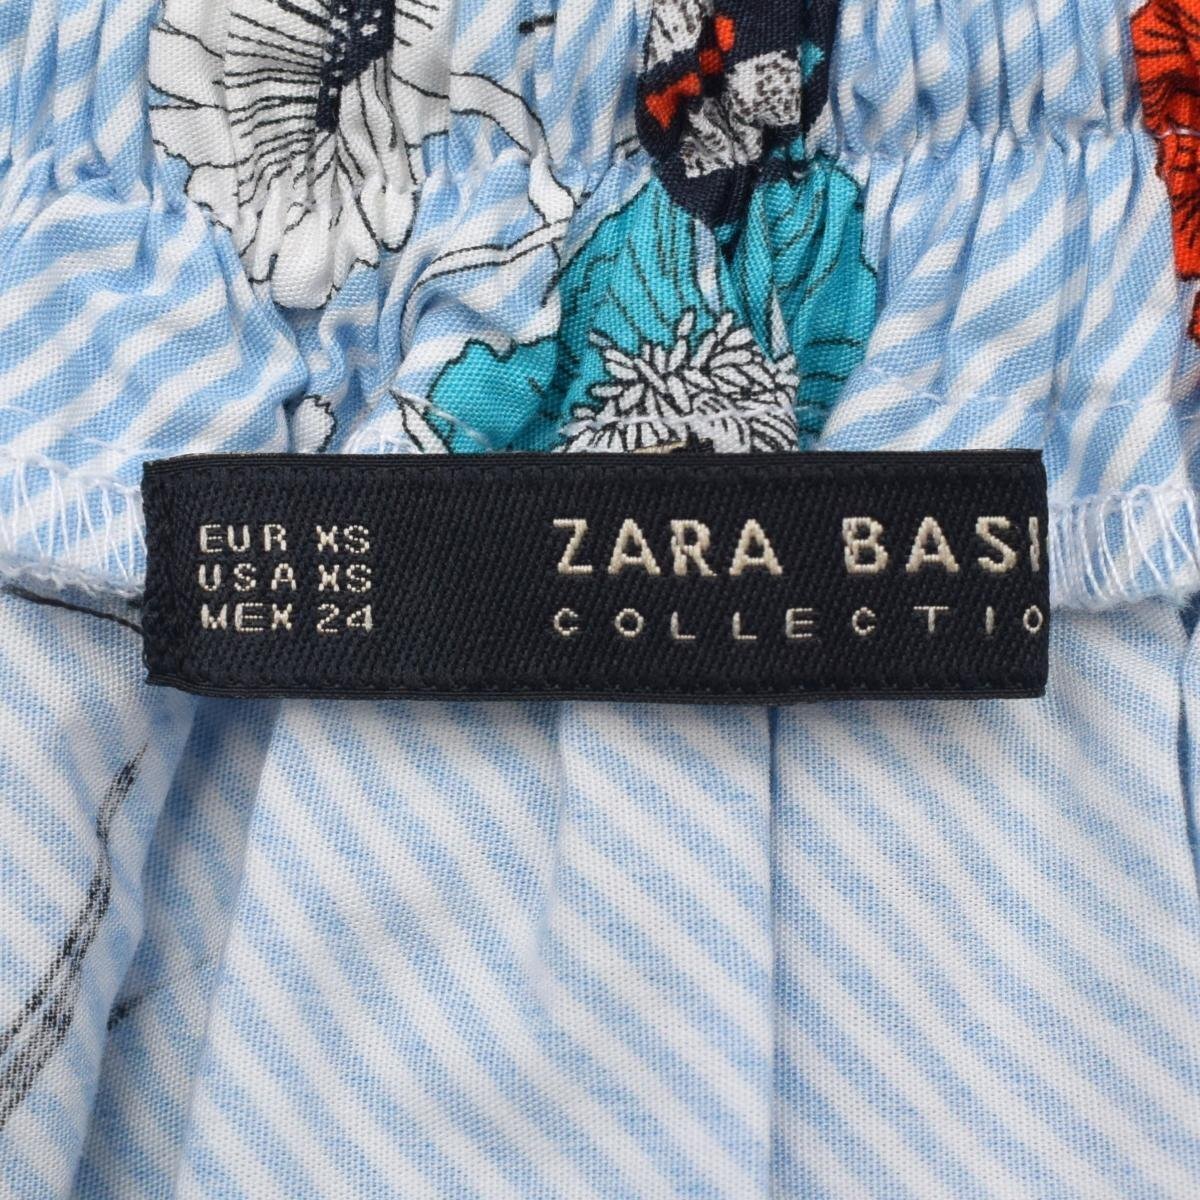 EUR XS
USA XS
MEX 24
ZARA BASI
COLLECTIO